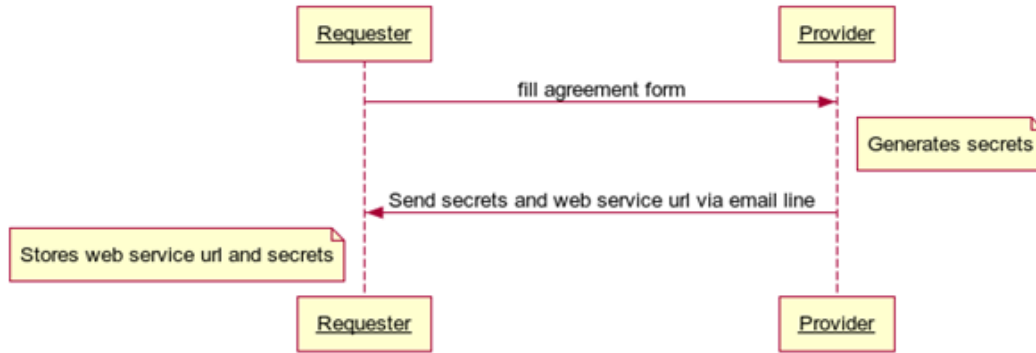 Requester
Provider
fill agreement form
Generates secrets
Send secrets and web service url via email line
Stores web service url and secrets
Requester
Provider